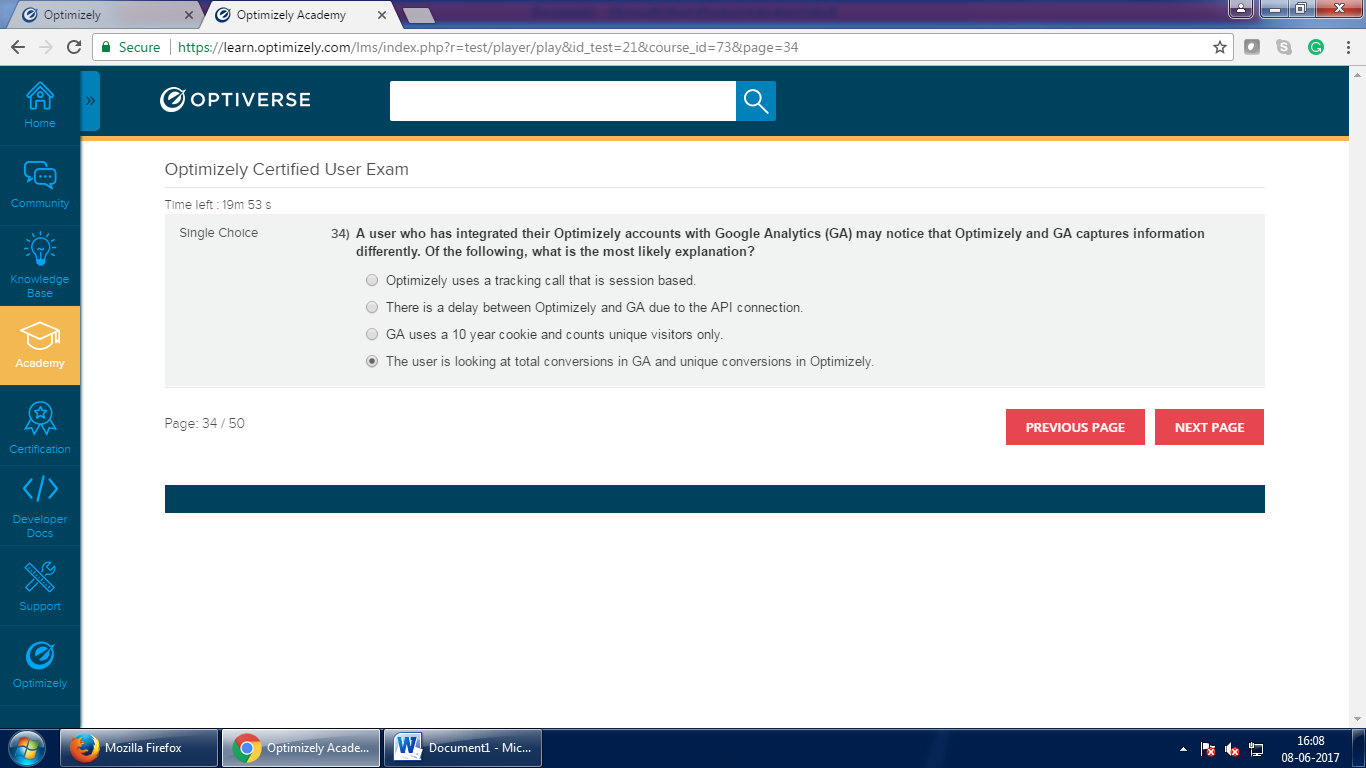 Optimizely
Optimizely Academy
Secure
https://learn.optimizely.com/lms/index.php?r=test/player/play&id_test=21&course_id=73&page=34
Home
Community
Knowledge
Base
Academy
Certification
Developer
Docs
Support
Optimizely
»
OPTIVERSE
Optimizely Certified User Exam
Time left : 19m 53 s
Single Choice
34) A user who has integrated their Optimizely accounts with Google Analytics (GA) may notice that Optimizely and GA captures information
differently. Of the following, what is the most likely explanation?
Optimizely uses a tracking call that is session based.
There is a delay between Optimizely and GA due to the API connection.
GA uses a 10 year cookie and counts unique visitors only.
The user is looking at total conversions in GA and unique conversions in Optimizely.
Page: 34 / 50
PREVIOUS PAGE
NEXT PAGE
Mozilla Firefox
Optimizely Acade...
Document1 - Mic...
16:08
08-06-2017